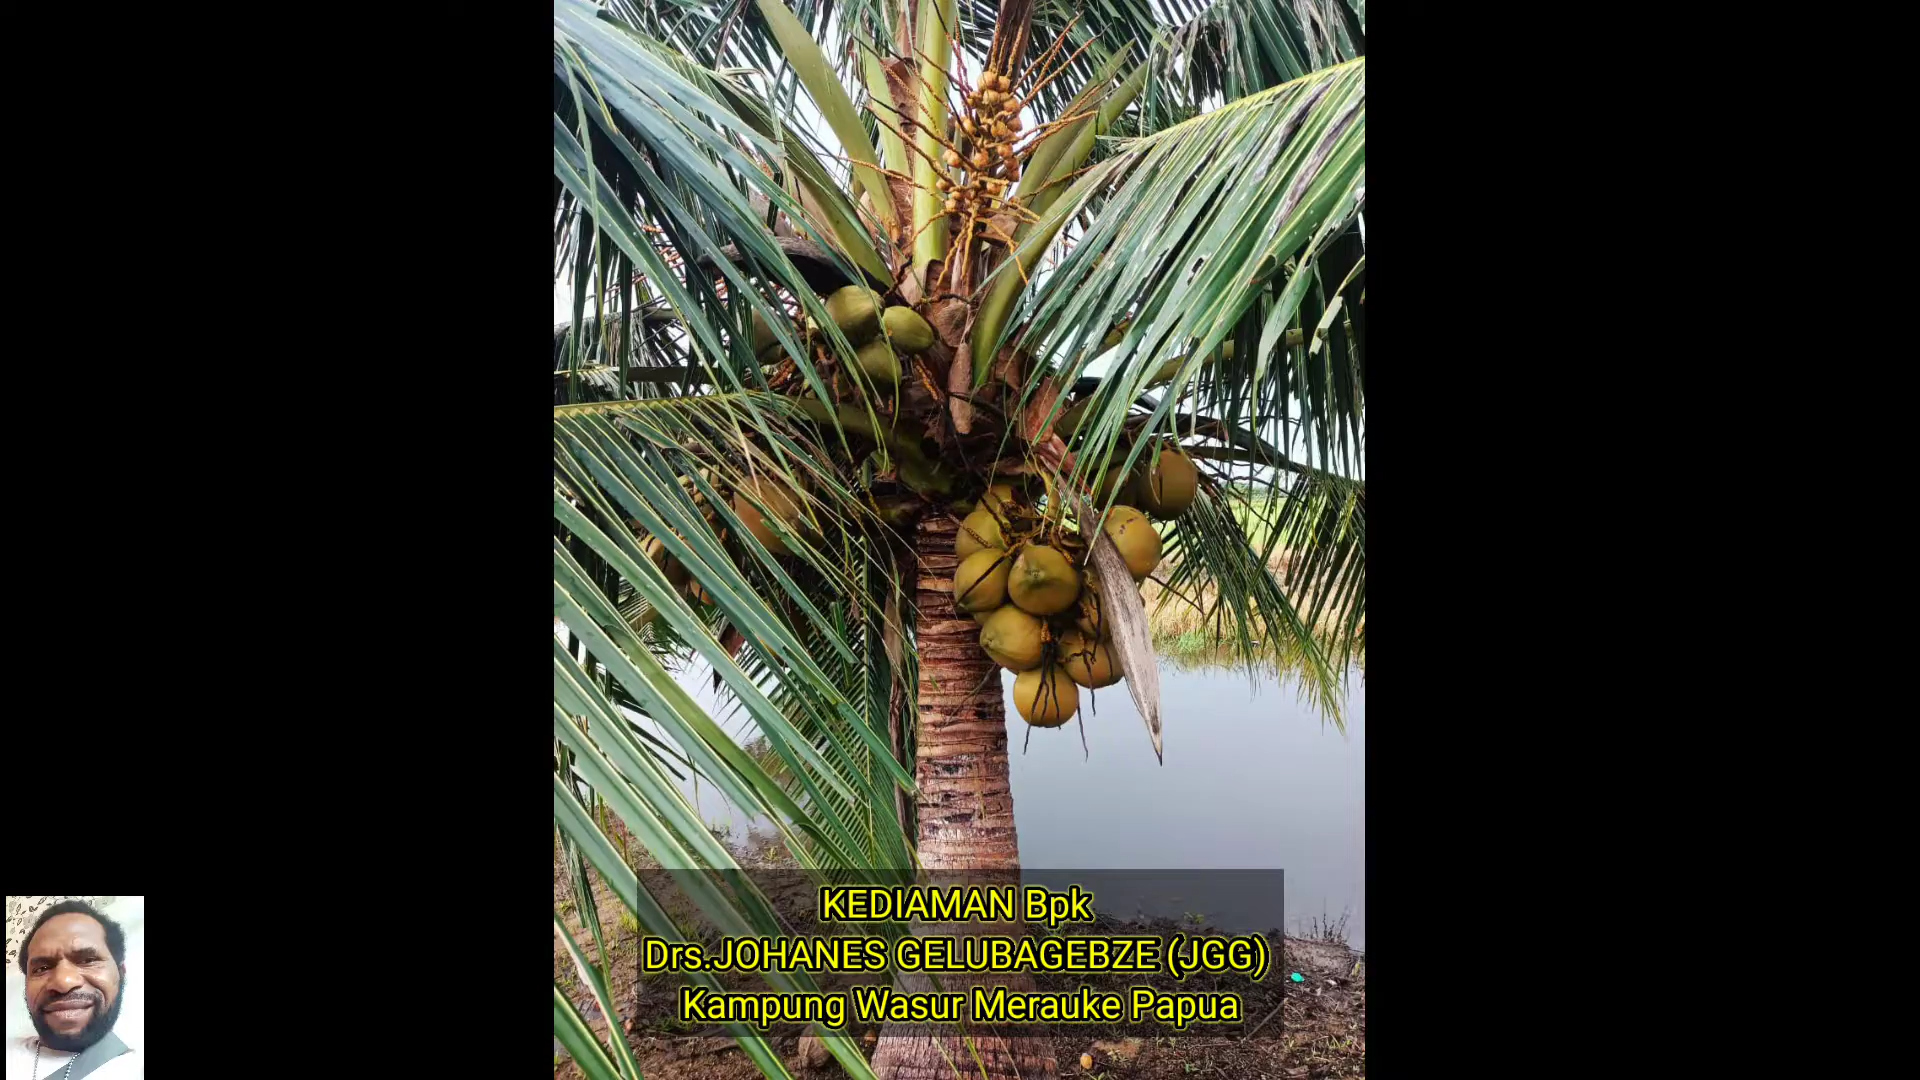 KEDIAMAN Bpk
Drs.JOHANES GELUBAGEBZE (JGG)
Kampung Wasur Merauke Papua